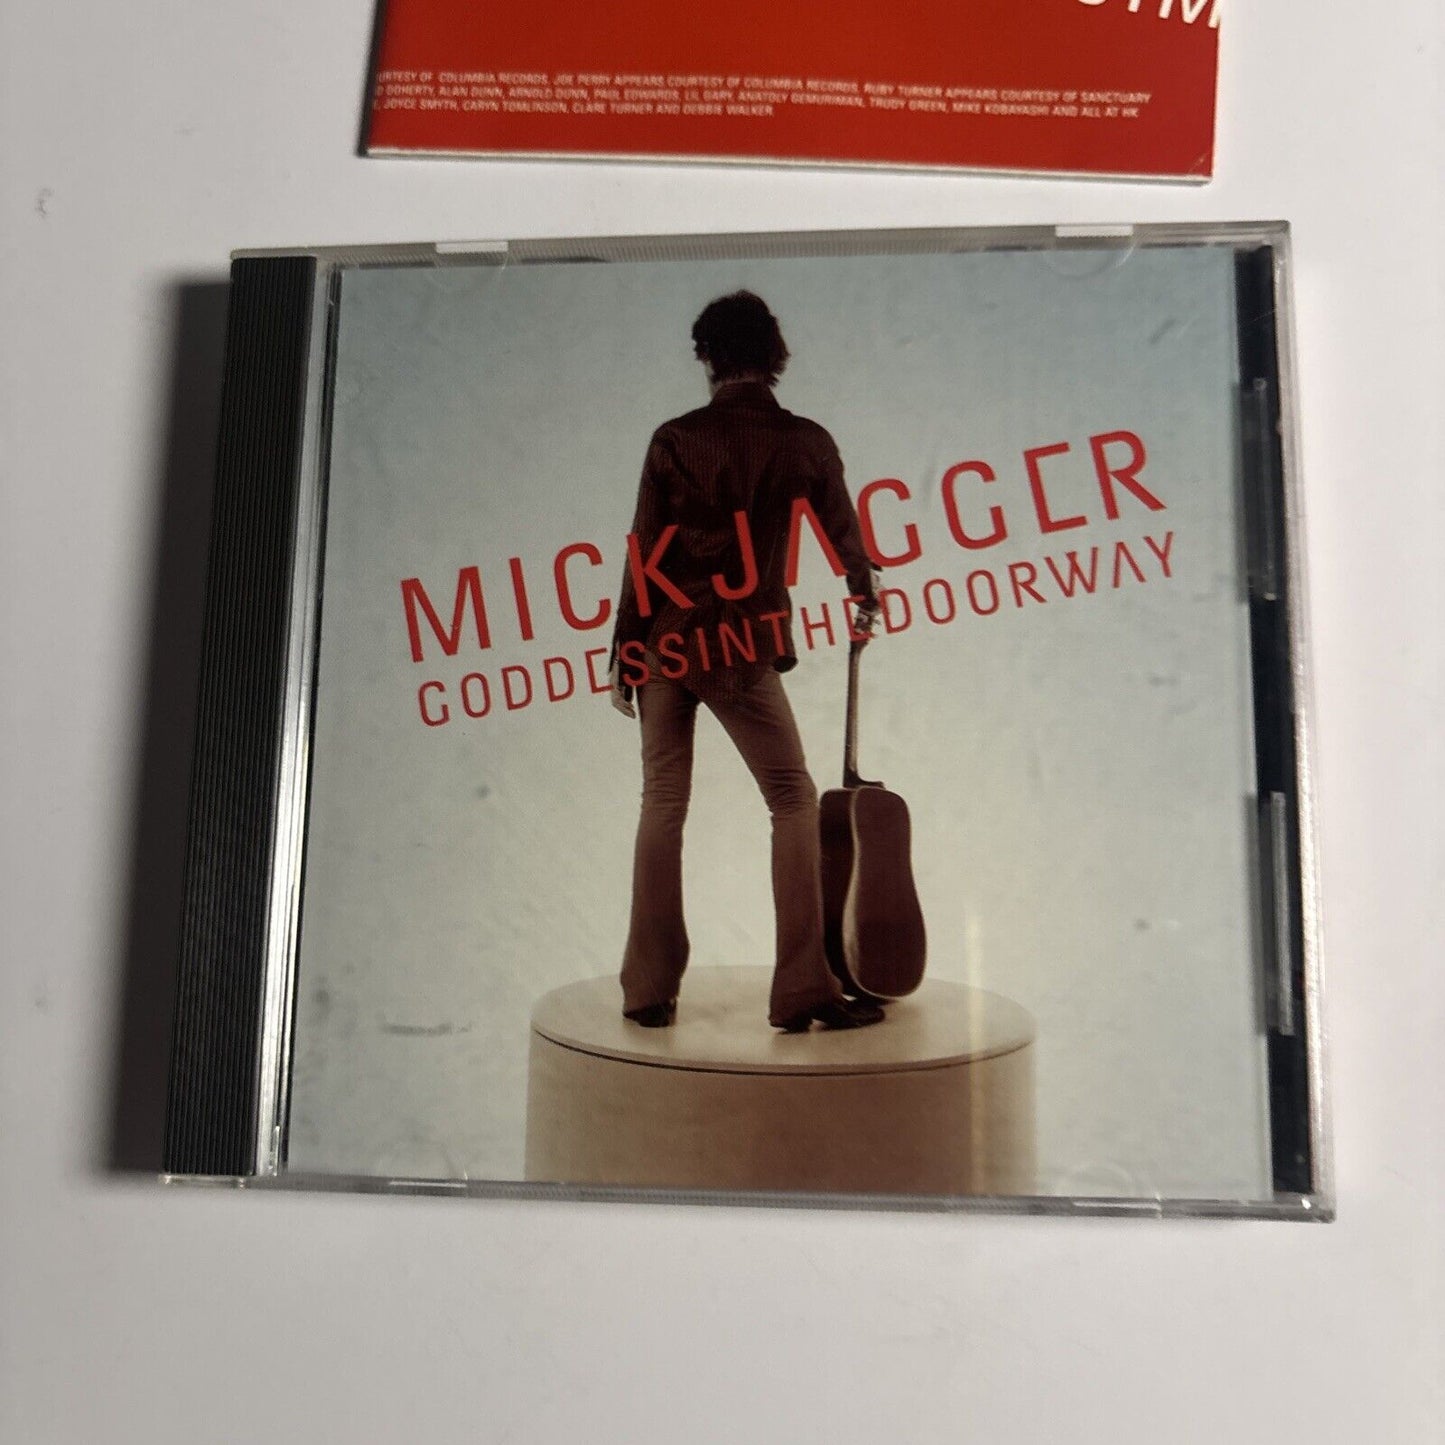 URTESY OF COLUMBIA RECORDS, JOE PERRY APPEARS COURTESY OF COLUMBIA RECORDS, RUBY TURNER APPEARS COURTESY OF SANCTUARY
DOHERTY, ALAN DUNN, ARNOLD DUNN, PAUL EDWARDS, LIL GARY, ANATOLY GEMURIMAN, TRUDY GREEN, MIKE KOBAYASHI AND ALL AT HK
JOYCE SMYTH, CARYN TOMLINSON, CLARE TURNER AND DEBBIE WALKER
MICKJAGGER
GODDESSINTHEDOORWAY